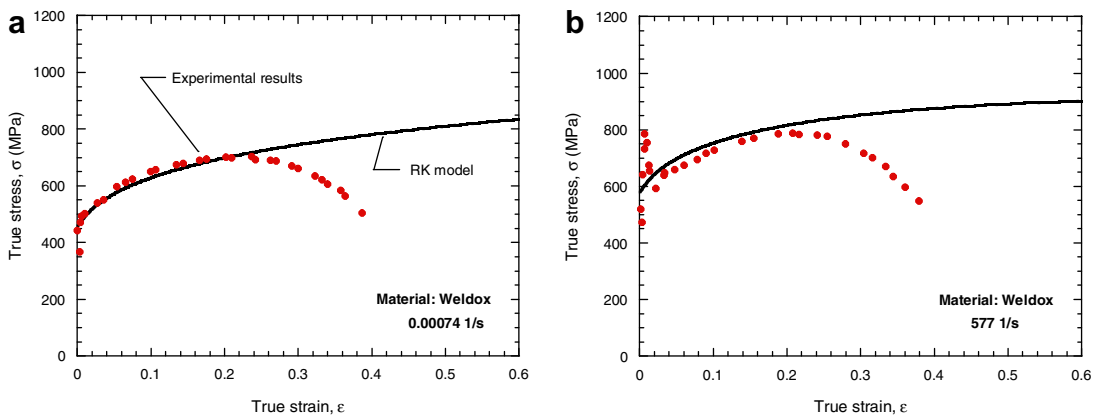 a
1200
1000
800
600
400
200
0
True stress, σ (MPa)
Experimental results
RK model
Material: Weldox
0.00074 1/s
0 0.1 0.2 0.3 0.4 0.5 0.6
True strain, ε
b
1200
1000
800
600
400
200
0
True stress, σ (MPa)
Material: Weldox
577 1/s
0 0.1 0.2 0.3 0.4 0.5 0.6
True strain, ε